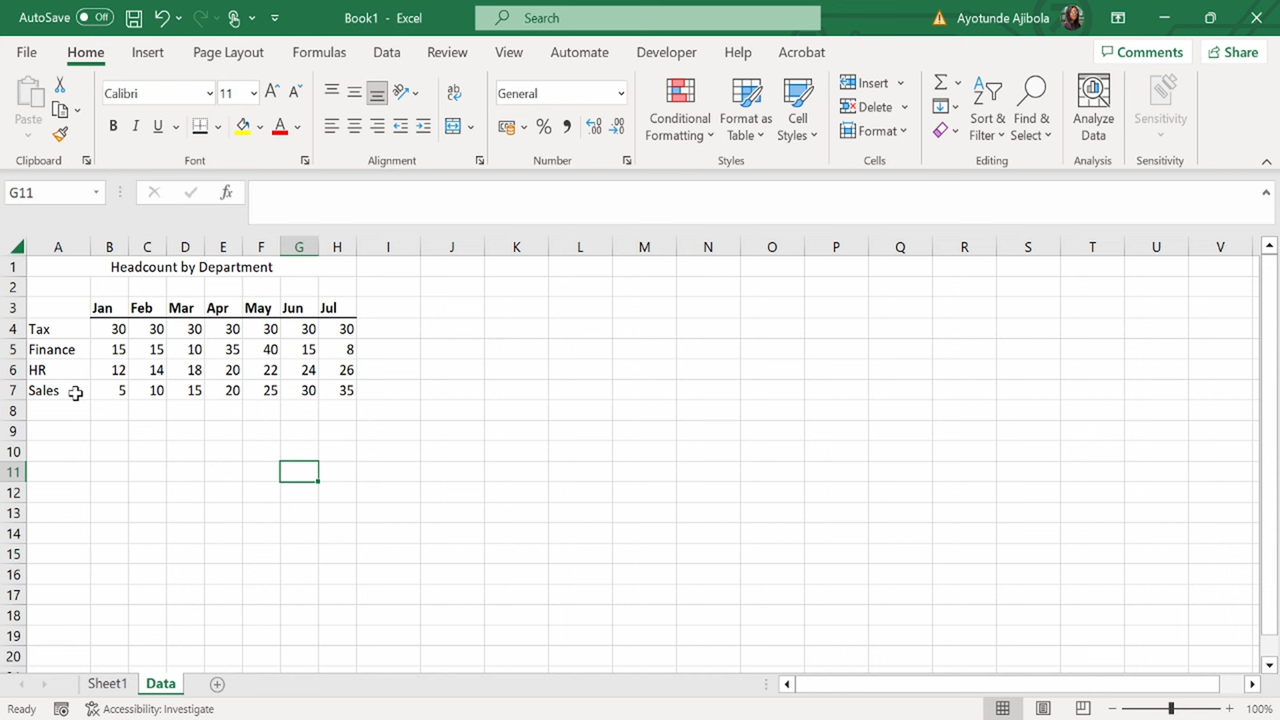 AutoSave Off Book1 - Excel Search Ayotunde Ajibola
File Home Insert Page Layout Formulas Data Review View Automate Developer Help Acrobat Comments Share
Paste Calibri 11 General Conditional Formatting Format as Table Cell Styles Insert Delete Format Sort & Filter Find & Select Analyze Data Sensitivity
Clipboard Font Alignment Number Styles Cells Editing Analysis Sensitivity
G11 fx
A B C D E F G H I J K L M N O P Q R S T U V
1 Headcount by Department
2
3 Jan Feb Mar Apr May Jun Jul
4 Tax 30 30 30 30 30 30 30
5 Finance 15 15 10 35 40 15 8
6 HR 12 14 18 20 22 24 26
7 Sales 5 10 15 20 25 30 35
8
9
10
11
12
13
14
15
16
17
18
19
20
Sheet1 Data
Ready Accessibility: Investigate 100%